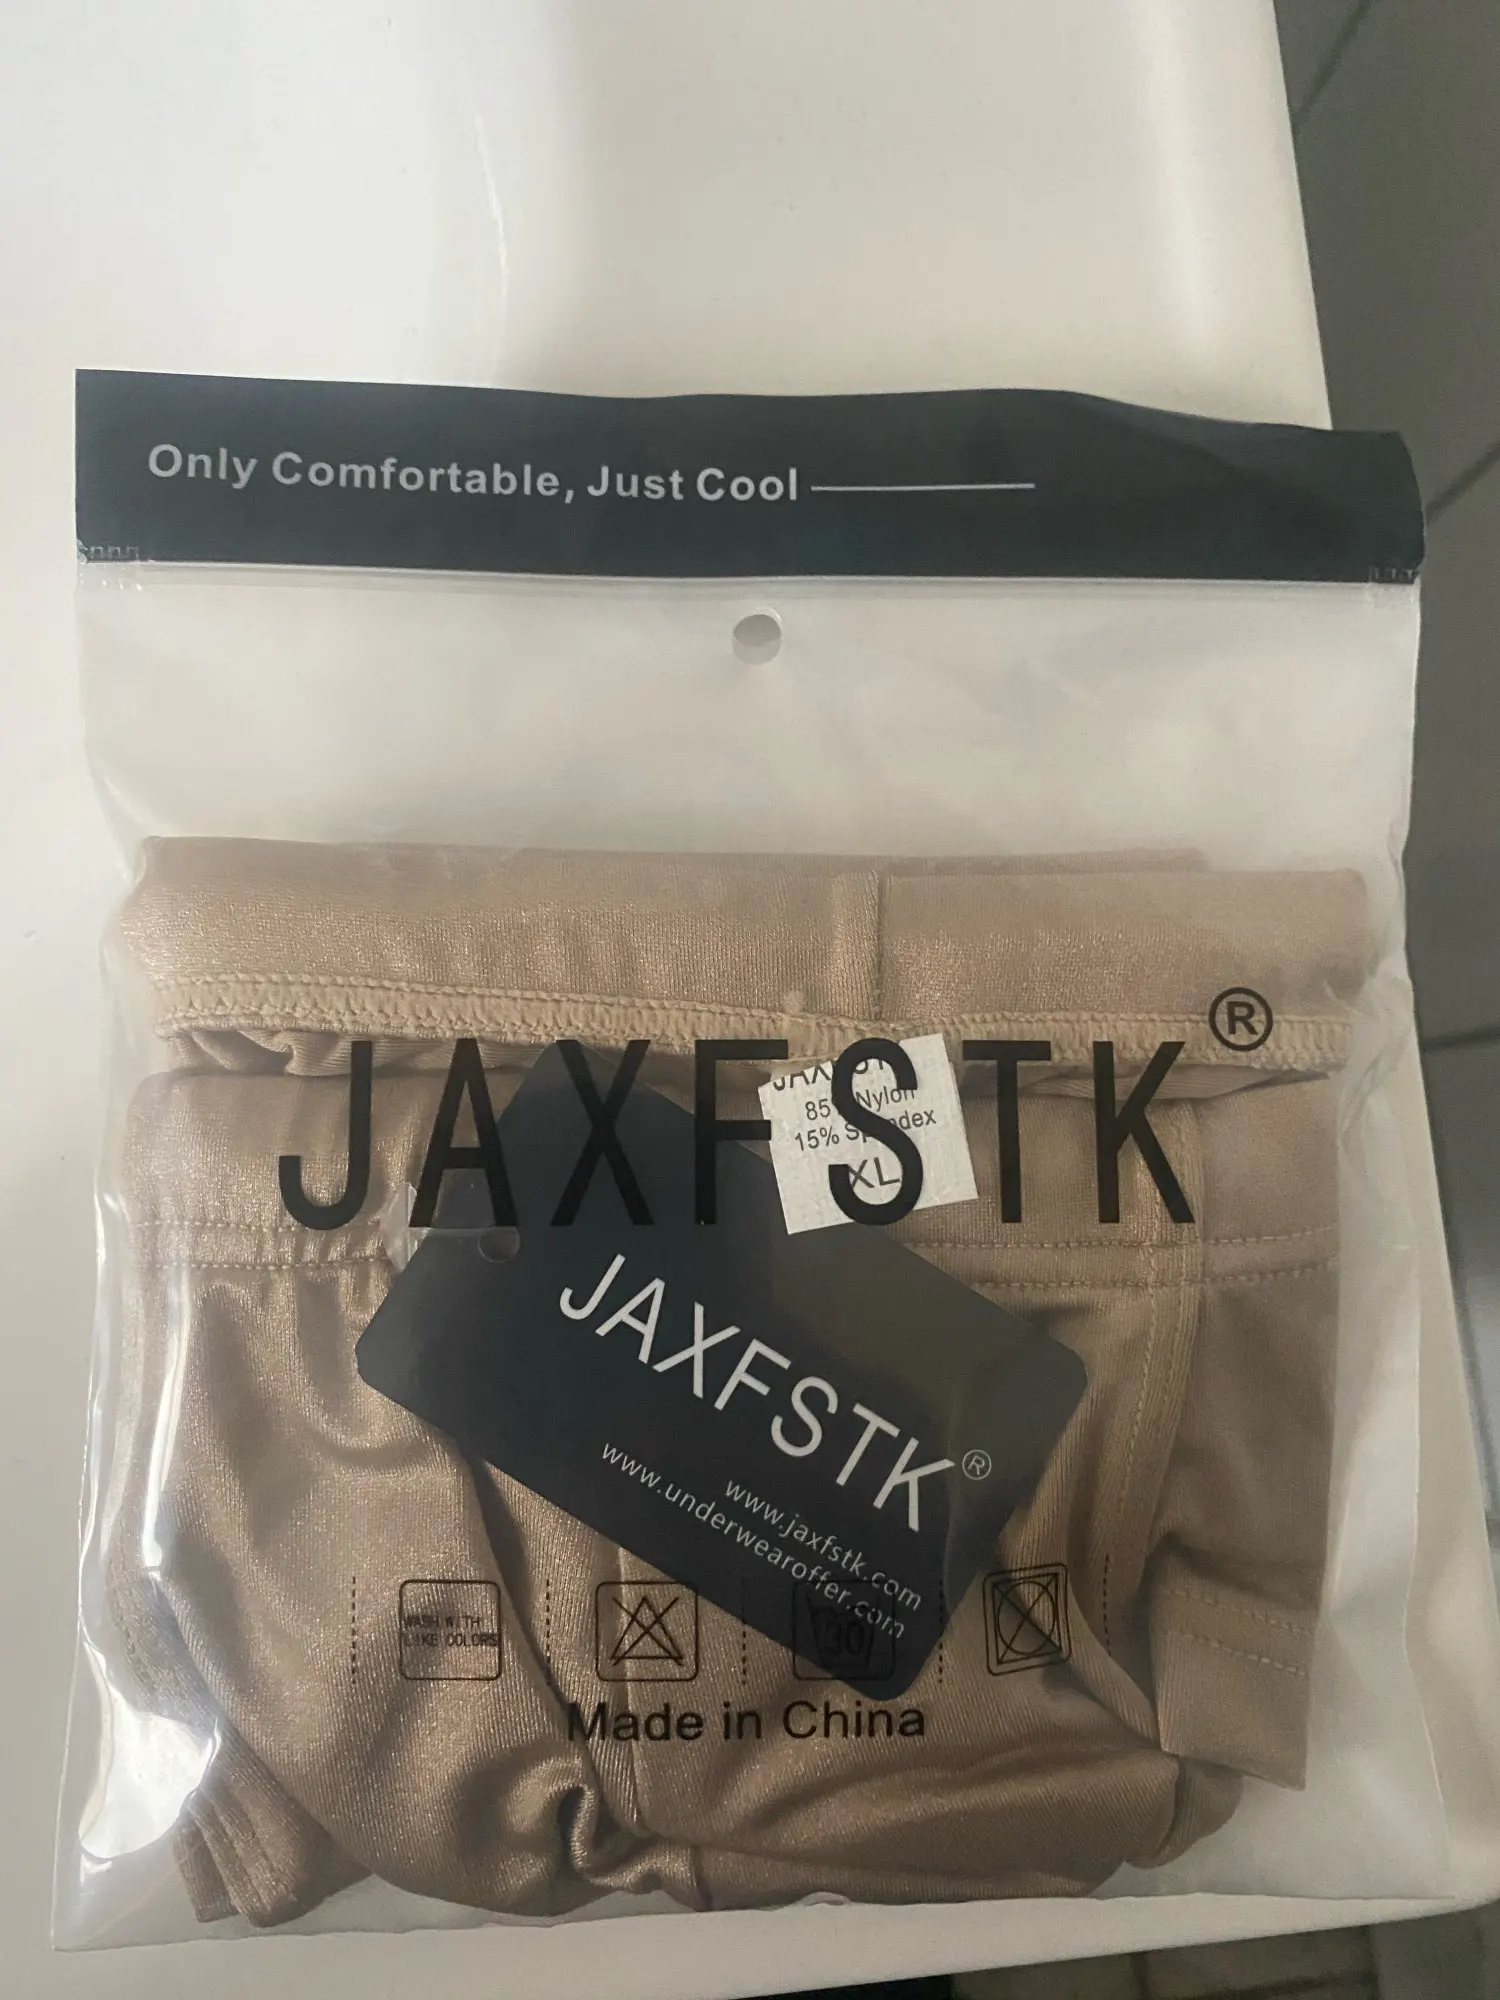 Only Comfortable, Just Cool
JAXFSTK®
JAXFSTK
85% Nylon
15% Spandex
XL
JAXFSTK®
www.jaxfstk.com
www.underwearoffer.com
WASH WITH
LIKE COLORS
30
Made in China